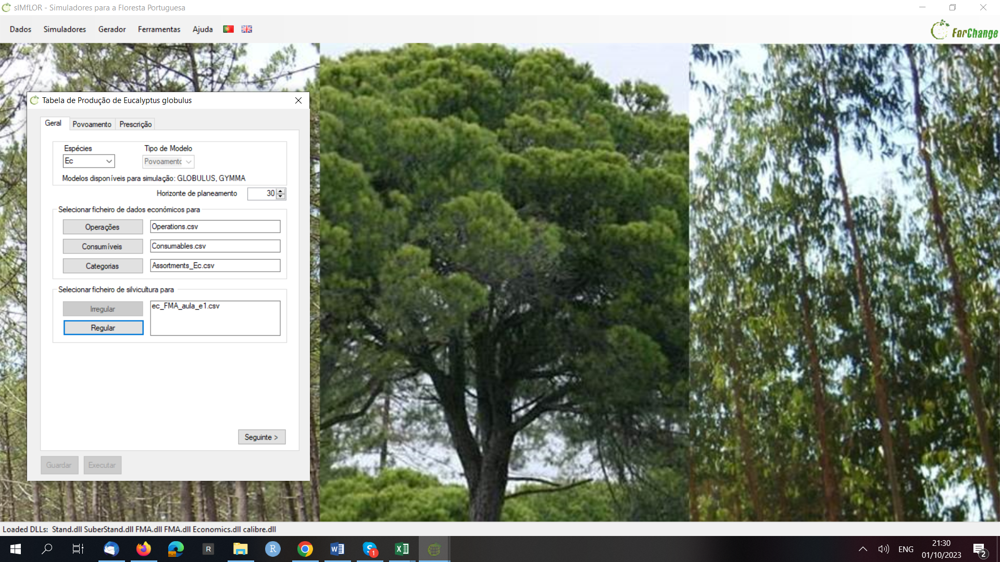 sIMfLOR - Simuladores para a Floresta Portuguesa
Dados Simuladores Gerador Ferramentas Ajuda
ForChange
Tabela de Produção de Eucalyptus globulus
Geral Povoamento Prescrição
Espécies Tipo de Modelo
Ec Povoamento
Modelos disponíveis para simulação: GLOBULUS, GYMMA
Horizonte de planeamento 30
Selecionar ficheiro de dados económicos para
Operações Operations.csv
Consumíveis Consumables.csv
Categorias Assortments_Ec.csv
Selecionar ficheiro de silvicultura para
Irregular ec_FMA_aula_e1.csv
Regular
Seguinte >
Guardar Executar
Loaded DLLs: Stand.dll SuberStand.dll FMA.dll FMA.dll Economics.dll calibre.dll
R R W S 1 X ENG 21:30
01/10/2023 2